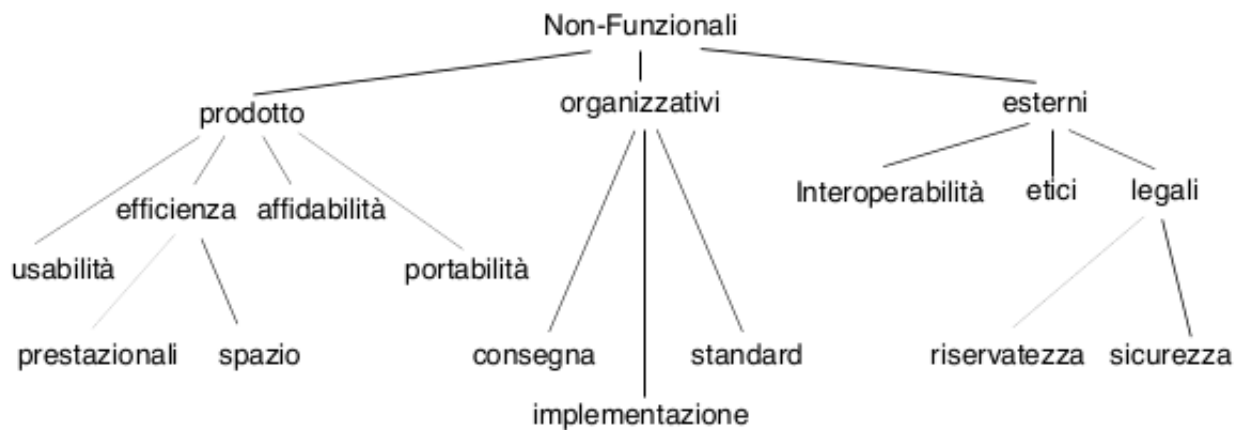 Non-Funzionali
prodotto
organizzativi
esterni
usabilità
efficienza
affidabilità
portabilità
prestazionali
spazio
consegna
implementazione
standard
Interoperabilità
etici
legali
riservatezza
sicurezza